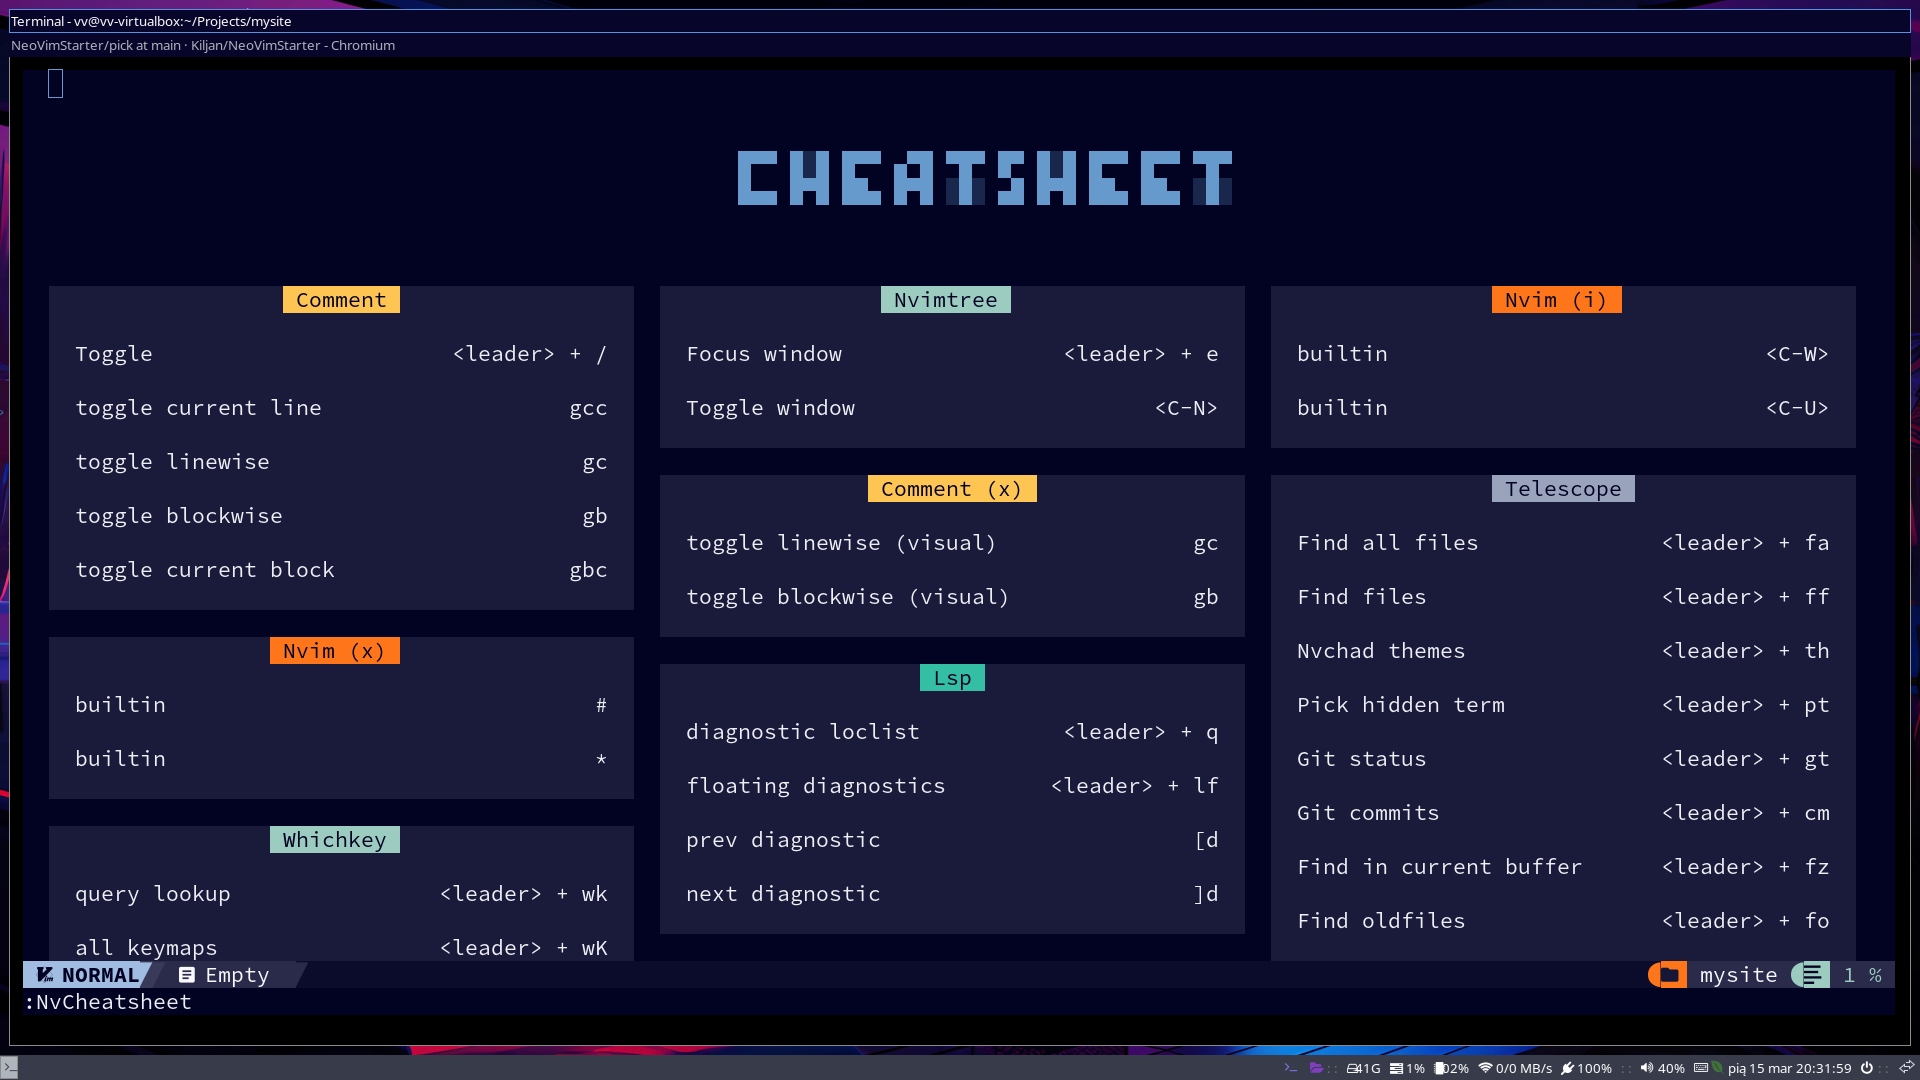 Terminal - vv@vv-virtualbox:~/Projects/mysite
NeoVimStarter/pick at main · Kiljan/NeoVimStarter - Chromium
CHEATSHEET
Comment
Toggle <leader> + /
toggle current line gcc
toggle linewise gc
toggle blockwise gb
toggle current block gbc
Nvim (x)
builtin #
builtin *
Whichkey
query lookup <leader> + wk
all keymaps <leader> + wK
Nvimtree
Focus window <leader> + e
Toggle window <C-N>
Comment (x)
toggle linewise (visual) gc
toggle blockwise (visual) gb
Lsp
diagnostic loclist <leader> + q
floating diagnostics <leader> + lf
prev diagnostic [d
next diagnostic ]d
Nvim (i)
builtin <C-W>
builtin <C-U>
Telescope
Find all files <leader> + fa
Find files <leader> + ff
Nvchad themes <leader> + th
Pick hidden term <leader> + pt
Git status <leader> + gt
Git commits <leader> + cm
Find in current buffer <leader> + fz
Find oldfiles <leader> + fo
NORMAL Empty mysite 1 %
:NvCheatsheet
:: 41G 1% 02% 0/0 MB/s 100% :: 40% pią 15 mar 20:31:59 ::